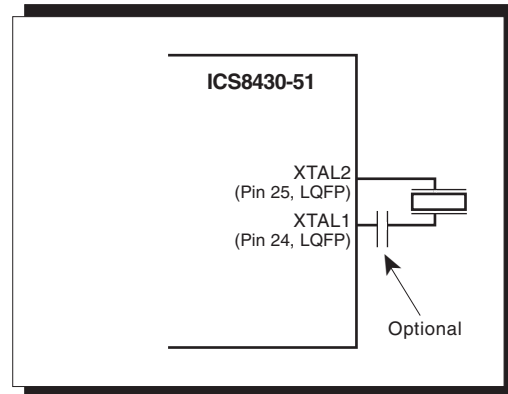 ICS8430-51
XTAL2
(Pin 25, LQFP)
XTAL1
(Pin 24, LQFP)
Optional